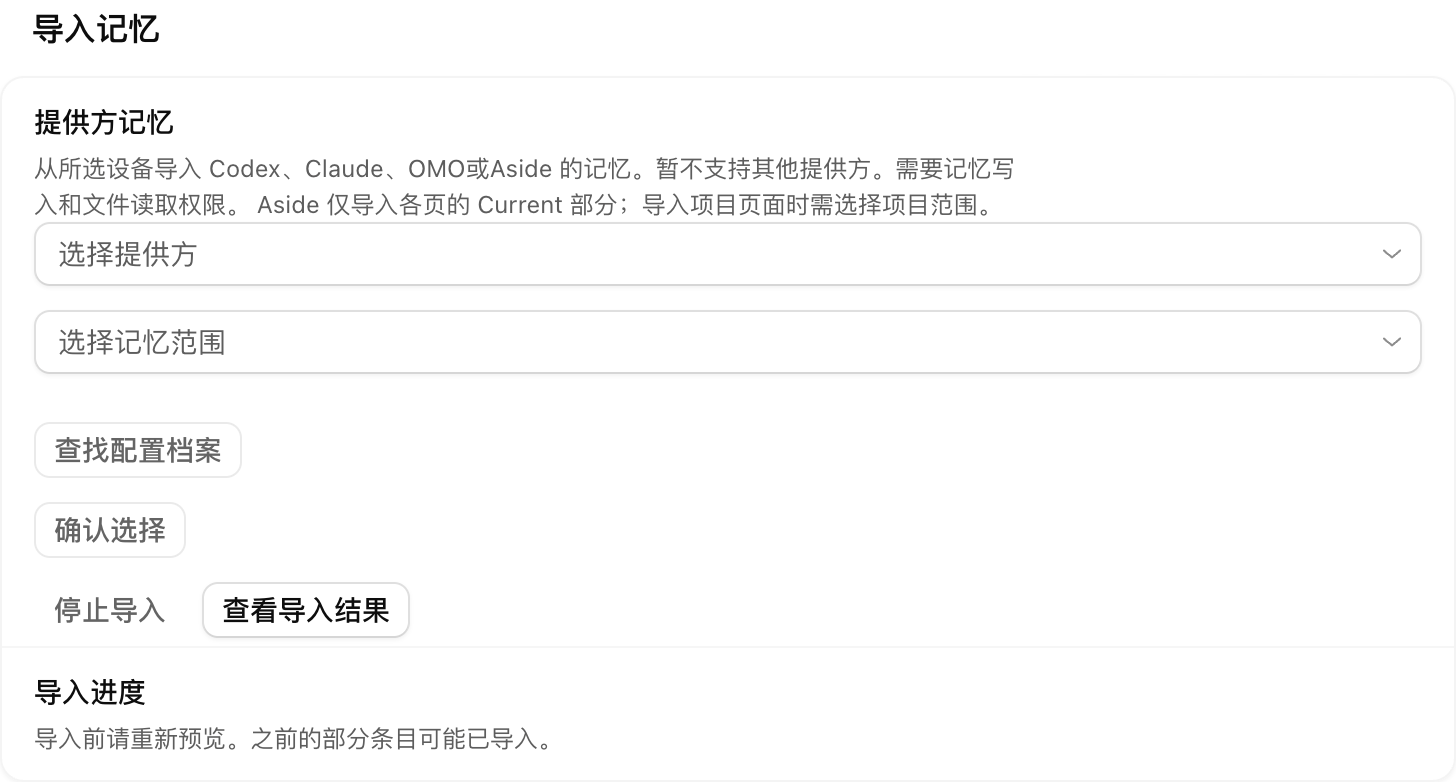 导入记忆
提供方记忆
从所选设备导入 Codex、Claude、OMO或Aside 的记忆。暂不支持其他提供方。需要记忆写
入和文件读取权限。 Aside 仅导入各页的 Current 部分；导入项目页面时需选择项目范围。
选择提供方
选择记忆范围
查找配置档案
确认选择
停止导入 查看导入结果
导入进度
导入前请重新预览。之前的部分条目可能已导入。